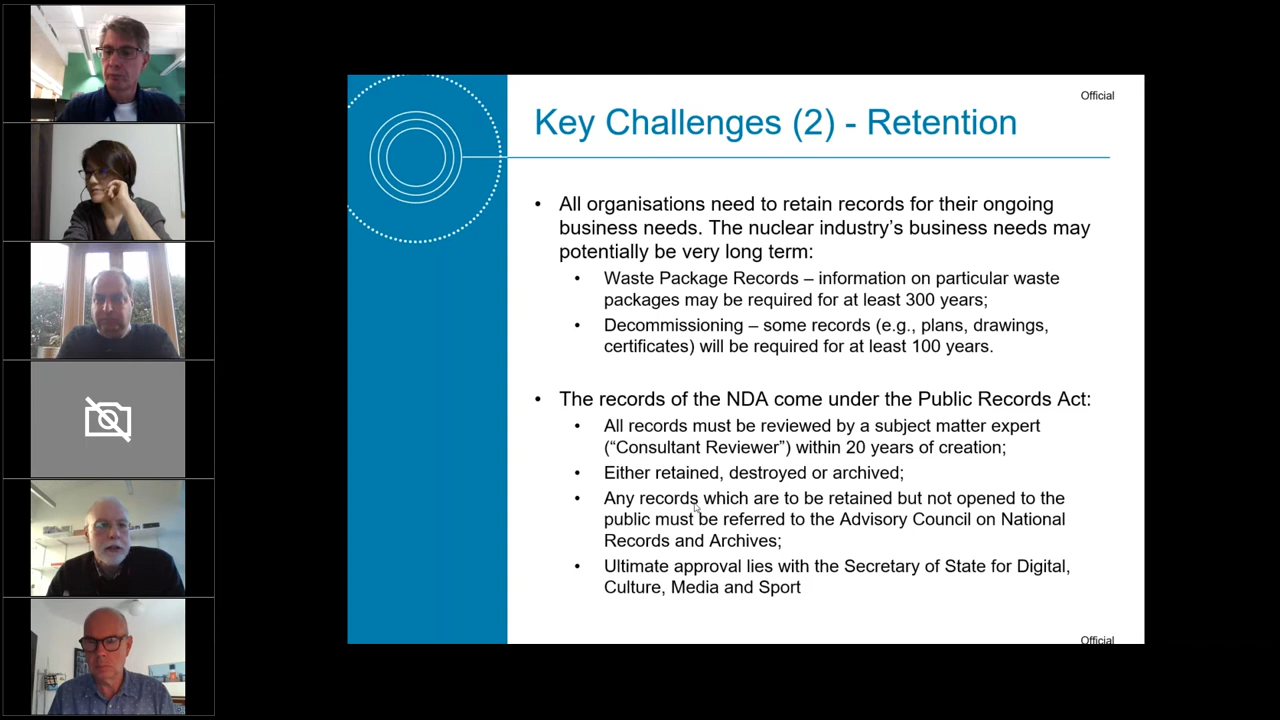 Official
Key Challenges (2) - Retention
• All organisations need to retain records for their ongoing
business needs. The nuclear industry's business needs may
potentially be very long term:
• Waste Package Records – information on particular waste
packages may be required for at least 300 years;
• Decommissioning – some records (e.g., plans, drawings,
certificates) will be required for at least 100 years.
• The records of the NDA come under the Public Records Act:
• All records must be reviewed by a subject matter expert
(“Consultant Reviewer”) within 20 years of creation;
• Either retained, destroyed or archived;
• Any records which are to be retained but not opened to the
public must be referred to the Advisory Council on National
Records and Archives;
• Ultimate approval lies with the Secretary of State for Digital,
Culture, Media and Sport
Official